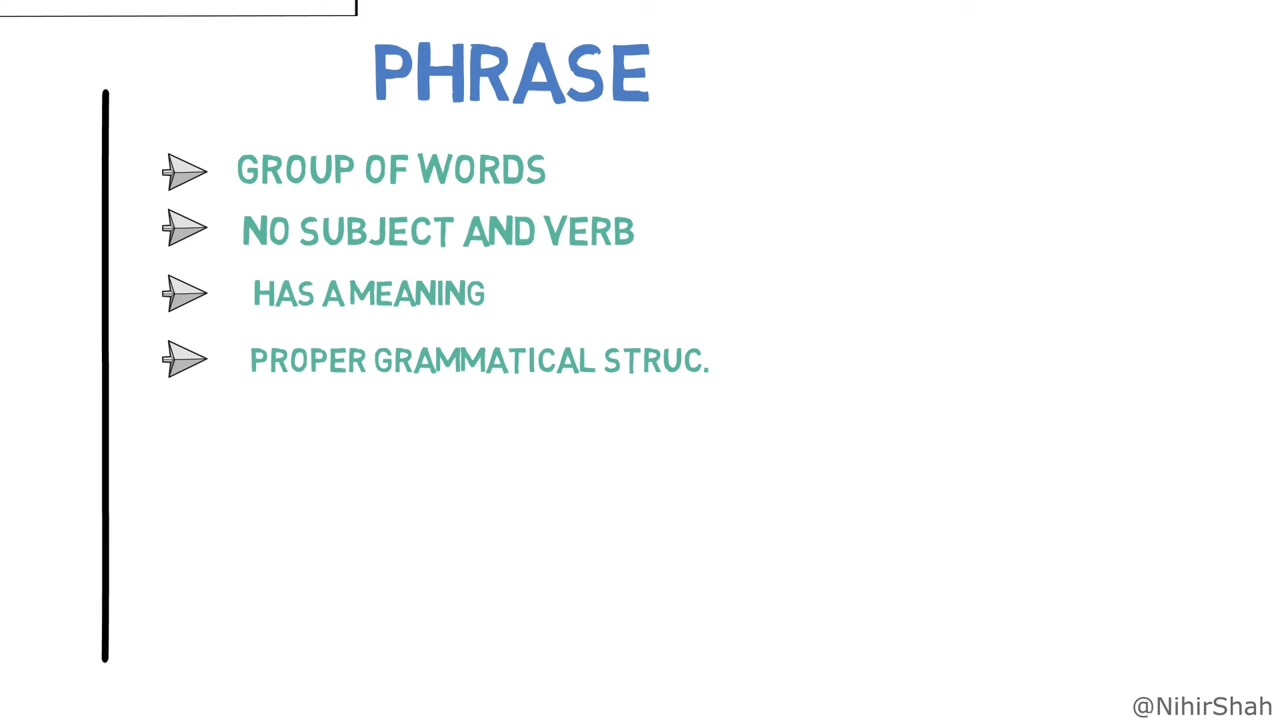 PHRASE
GROUP OF WORDS
NO SUBJECT AND VERB
HAS A MEANING
PROPER GRAMMATICAL STRUC.
@NihirShah